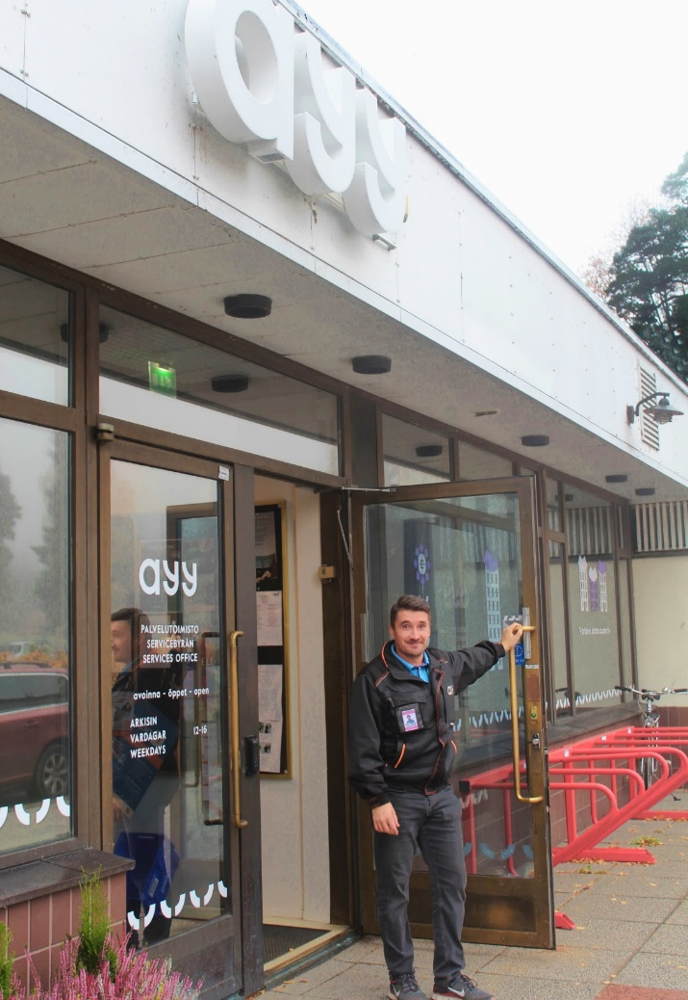 ayy
ayy
PALVELUTOIMISTO
SERVICEBYRÅN
SERVICES OFFICE
avoinna - öppet - open
ARKISIN
VARDAGAR 12-16
WEEKDAYS